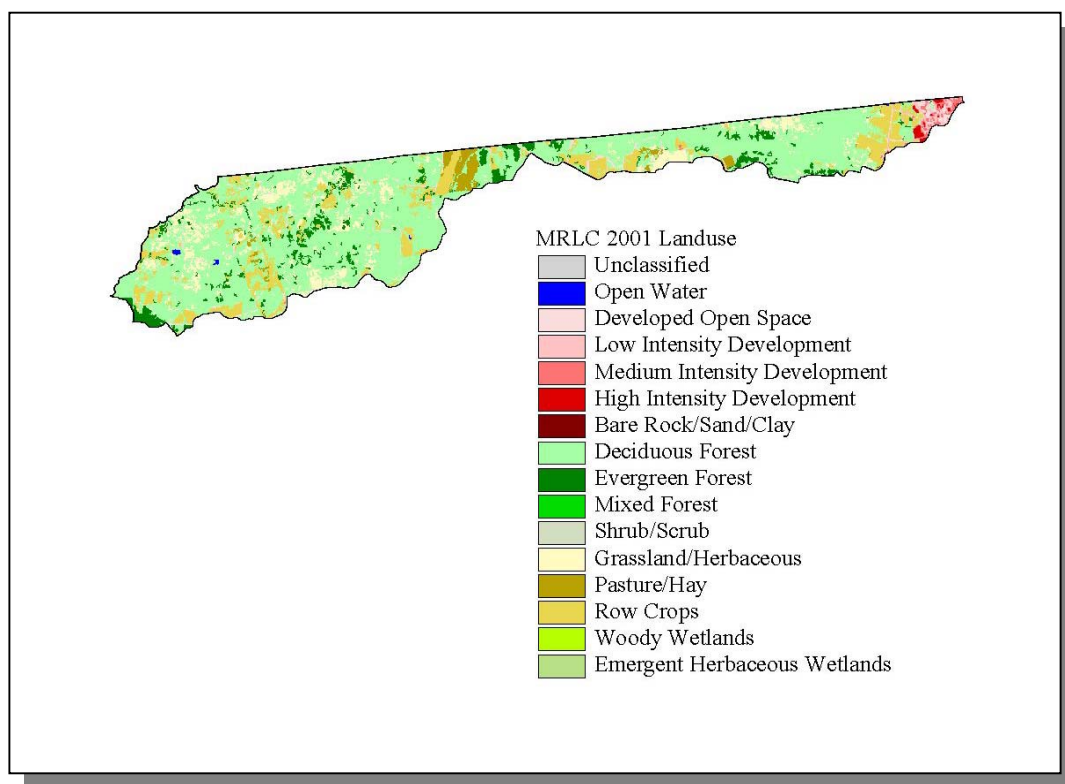 MRLC 2001 Landuse
Unclassified
Open Water
Developed Open Space
Low Intensity Development
Medium Intensity Development
High Intensity Development
Bare Rock/Sand/Clay
Deciduous Forest
Evergreen Forest
Mixed Forest
Shrub/Scrub
Grassland/Herbaceous
Pasture/Hay
Row Crops
Woody Wetlands
Emergent Herbaceous Wetlands